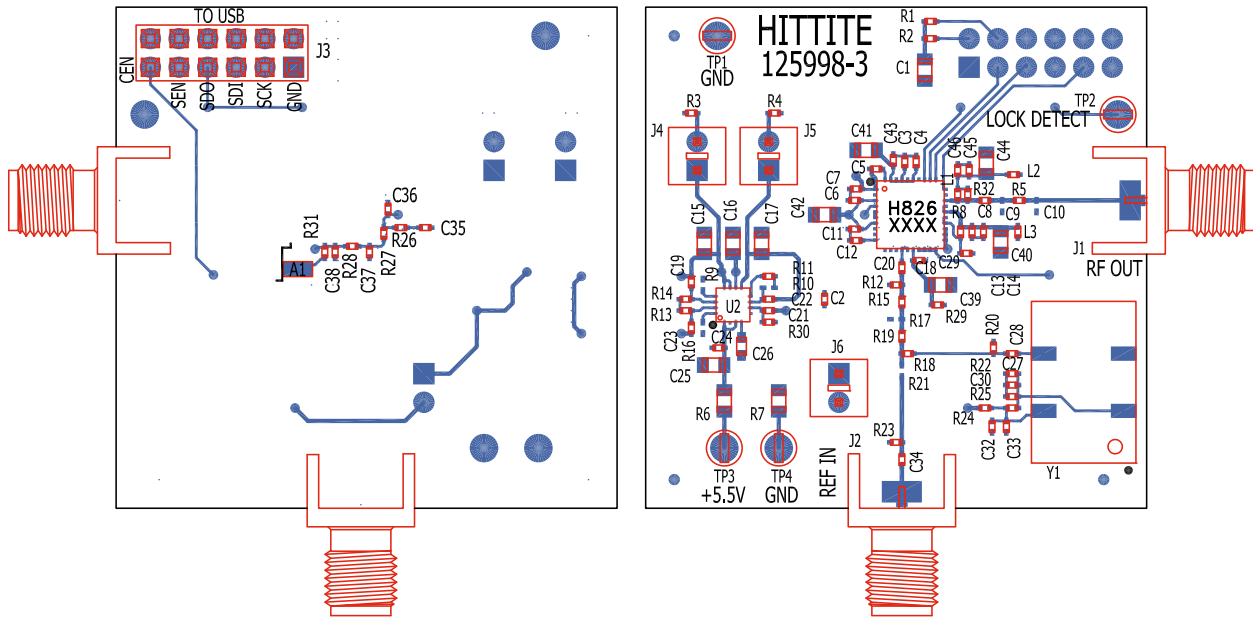 TO USB
J3
CEN
SEN
SDO
SDI
SCK
GND
C36
R31
R26
C35
A1
C38
R28
C37
R27
TP1
GND
HITTITE
125998-3
R1
R2
C1
TP2
LOCK DETECT
R3
R4
J4
J5
C41
C43
C3
C4
C46
C45
C44
L1
L2
C5
C7
C6
C42
R32
R5
H826
XXXX
R8
C8
C9
C10
C11
C12
L3
C40
J1
RF OUT
C15
C16
C17
C19
R9
R11
R10
C20
C18
C29
C13
C14
R14
R13
U2
C22
C21
R30
C2
R12
R15
C39
R29
C23
R16
C24
C26
R17
R19
R20
C28
C25
J6
R18
R21
R22
C27
C30
R25
R24
R6
R7
C32
C33
R23
J2
C34
Y1
TP3
+5.5V
TP4
GND
REF IN